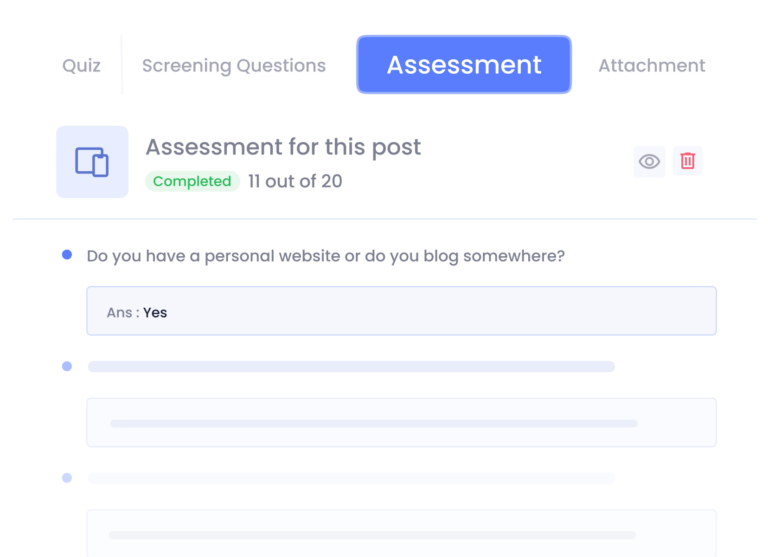 Quiz
Screening Questions
Assessment
Attachment
Assessment for this post
Completed 11 out of 20
Do you have a personal website or do you blog somewhere?
Ans : Yes